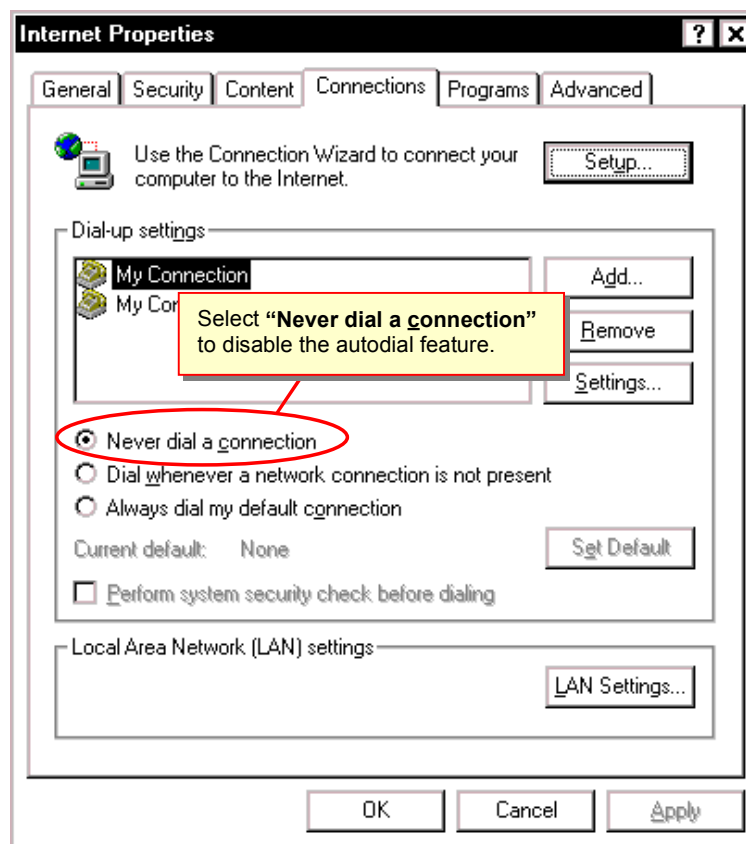 Internet Properties
General Security Content Connections Programs Advanced
Use the Connection Wizard to connect your
computer to the Internet.
Setup...
Dial-up settings
My Connection
My
Add...
Remove
Settings...
Select “Never dial a connection”
to disable the autodial feature.
Never dial a connection
Dial whenever a network connection is not present
Always dial my default connection
Current default: None
Set Default
Perform system security check before dialing
Local Area Network (LAN) settings
LAN Settings...
OK Cancel Apply